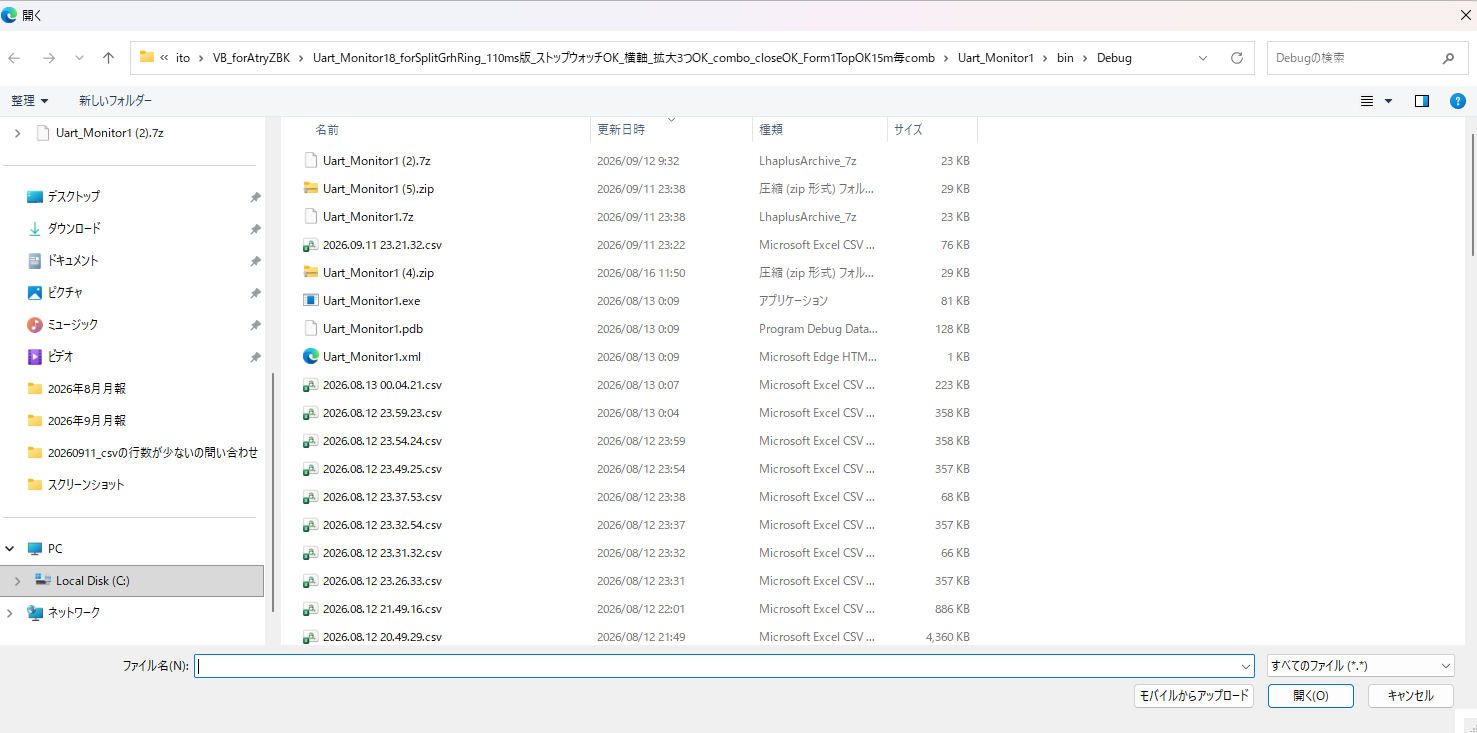 開く
« ito › VB_forAtryZBK › Uart_Monitor18_forSplitGrhRing_110ms版_ストップウォッチOK_横軸_拡大3つOK_combo_closeOK_Form1TopOK15m毎comb › Uart_Monitor1 › bin › Debug
Debugの検索
整理 新しいフォルダー
Uart_Monitor1 (2).7z
デスクトップ
ダウンロード
ドキュメント
ピクチャ
ミュージック
ビデオ
2026年8月月報
2026年9月月報
20260911_csvの行数が少ないの問い合わせ
スクリーンショット
PC
Local Disk (C:)
ネットワーク
名前 更新日時 種類 サイズ
Uart_Monitor1 (2).7z 2026/09/12 9:32 LhaplusArchive_7z 23 KB
Uart_Monitor1 (5).zip 2026/09/11 23:38 圧縮 (zip 形式) フォル... 29 KB
Uart_Monitor1.7z 2026/09/11 23:38 LhaplusArchive_7z 23 KB
2026.09.11 23.21.32.csv 2026/09/11 23:22 Microsoft Excel CSV ... 76 KB
Uart_Monitor1 (4).zip 2026/08/16 11:50 圧縮 (zip 形式) フォル... 29 KB
Uart_Monitor1.exe 2026/08/13 0:09 アプリケーション 81 KB
Uart_Monitor1.pdb 2026/08/13 0:09 Program Debug Data... 128 KB
Uart_Monitor1.xml 2026/08/13 0:09 Microsoft Edge HTM... 1 KB
2026.08.13 00.04.21.csv 2026/08/13 0:07 Microsoft Excel CSV ... 223 KB
2026.08.12 23.59.23.csv 2026/08/13 0:04 Microsoft Excel CSV ... 358 KB
2026.08.12 23.54.24.csv 2026/08/12 23:59 Microsoft Excel CSV ... 358 KB
2026.08.12 23.49.25.csv 2026/08/12 23:54 Microsoft Excel CSV ... 357 KB
2026.08.12 23.37.53.csv 2026/08/12 23:38 Microsoft Excel CSV ... 68 KB
2026.08.12 23.32.54.csv 2026/08/12 23:37 Microsoft Excel CSV ... 357 KB
2026.08.12 23.31.32.csv 2026/08/12 23:32 Microsoft Excel CSV ... 66 KB
2026.08.12 23.26.33.csv 2026/08/12 23:31 Microsoft Excel CSV ... 357 KB
2026.08.12 21.49.16.csv 2026/08/12 22:01 Microsoft Excel CSV ... 886 KB
2026.08.12 20.49.29.csv 2026/08/12 21:49 Microsoft Excel CSV ... 4,360 KB
ファイル名(N): すべてのファイル (*.*)
モバイルからアップロード 開く(O) キャンセル